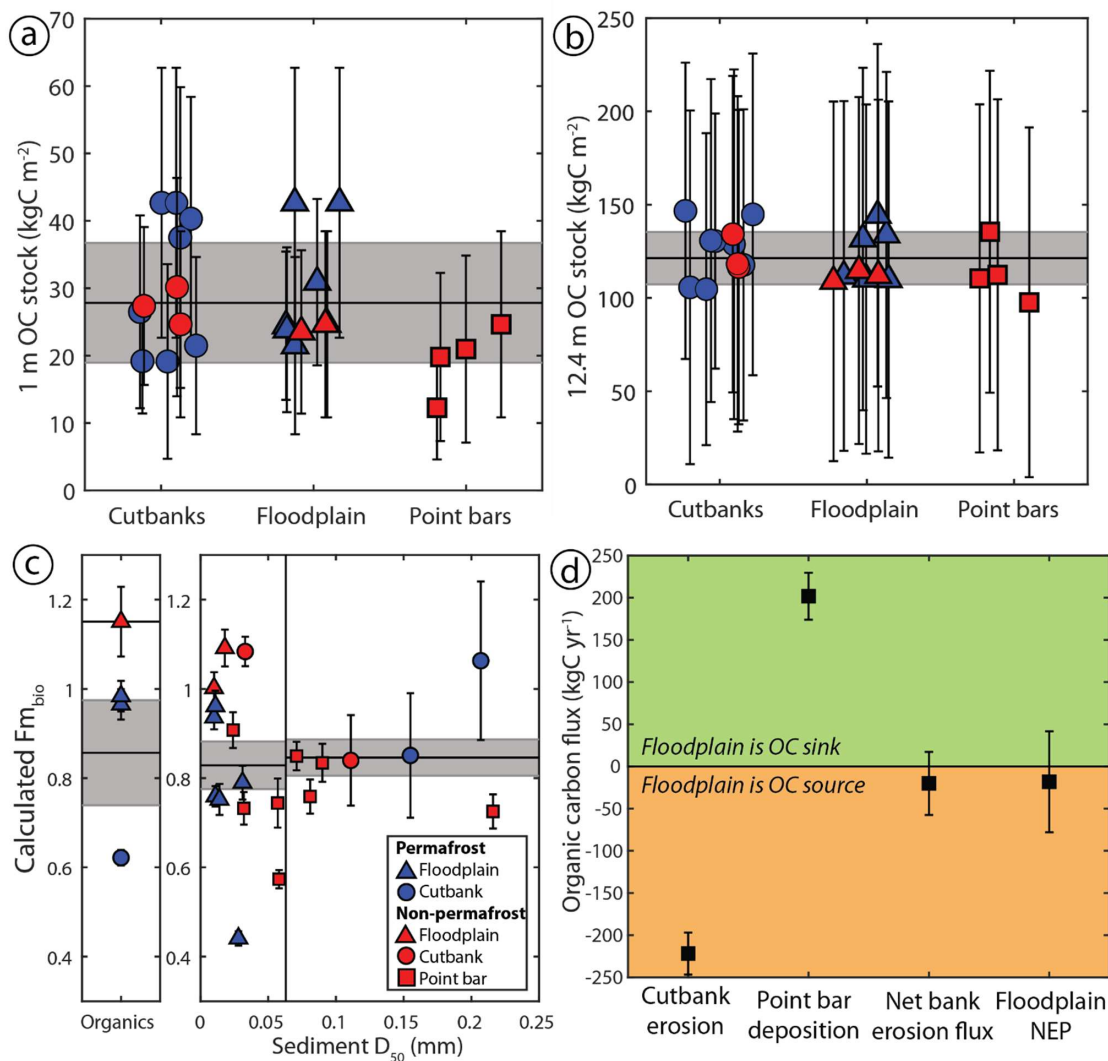 a
1 m OC stock (kgC m⁻²)
70
60
50
40
30
20
10
0
Cutbanks Floodplain Point bars
b
12.4 m OC stock (kgC m⁻²)
250
200
150
100
50
0
Cutbanks Floodplain Point bars
c
Calculated Fm_bio
1.2
1
0.8
0.6
0.4
Organics
1.2
1
0.8
0.6
0.4
0 0.05 0.1 0.15 0.2 0.25
Sediment D₅₀ (mm)
Permafrost
Floodplain
Cutbank
Non-permafrost
Floodplain
Cutbank
Point bar
d
Organic carbon flux (kgC yr⁻¹)
250
200
150
100
50
0
-50
-100
-150
-200
-250
Floodplain is OC sink
Floodplain is OC source
Cutbank erosion
Point bar deposition
Net bank erosion flux
Floodplain NEP